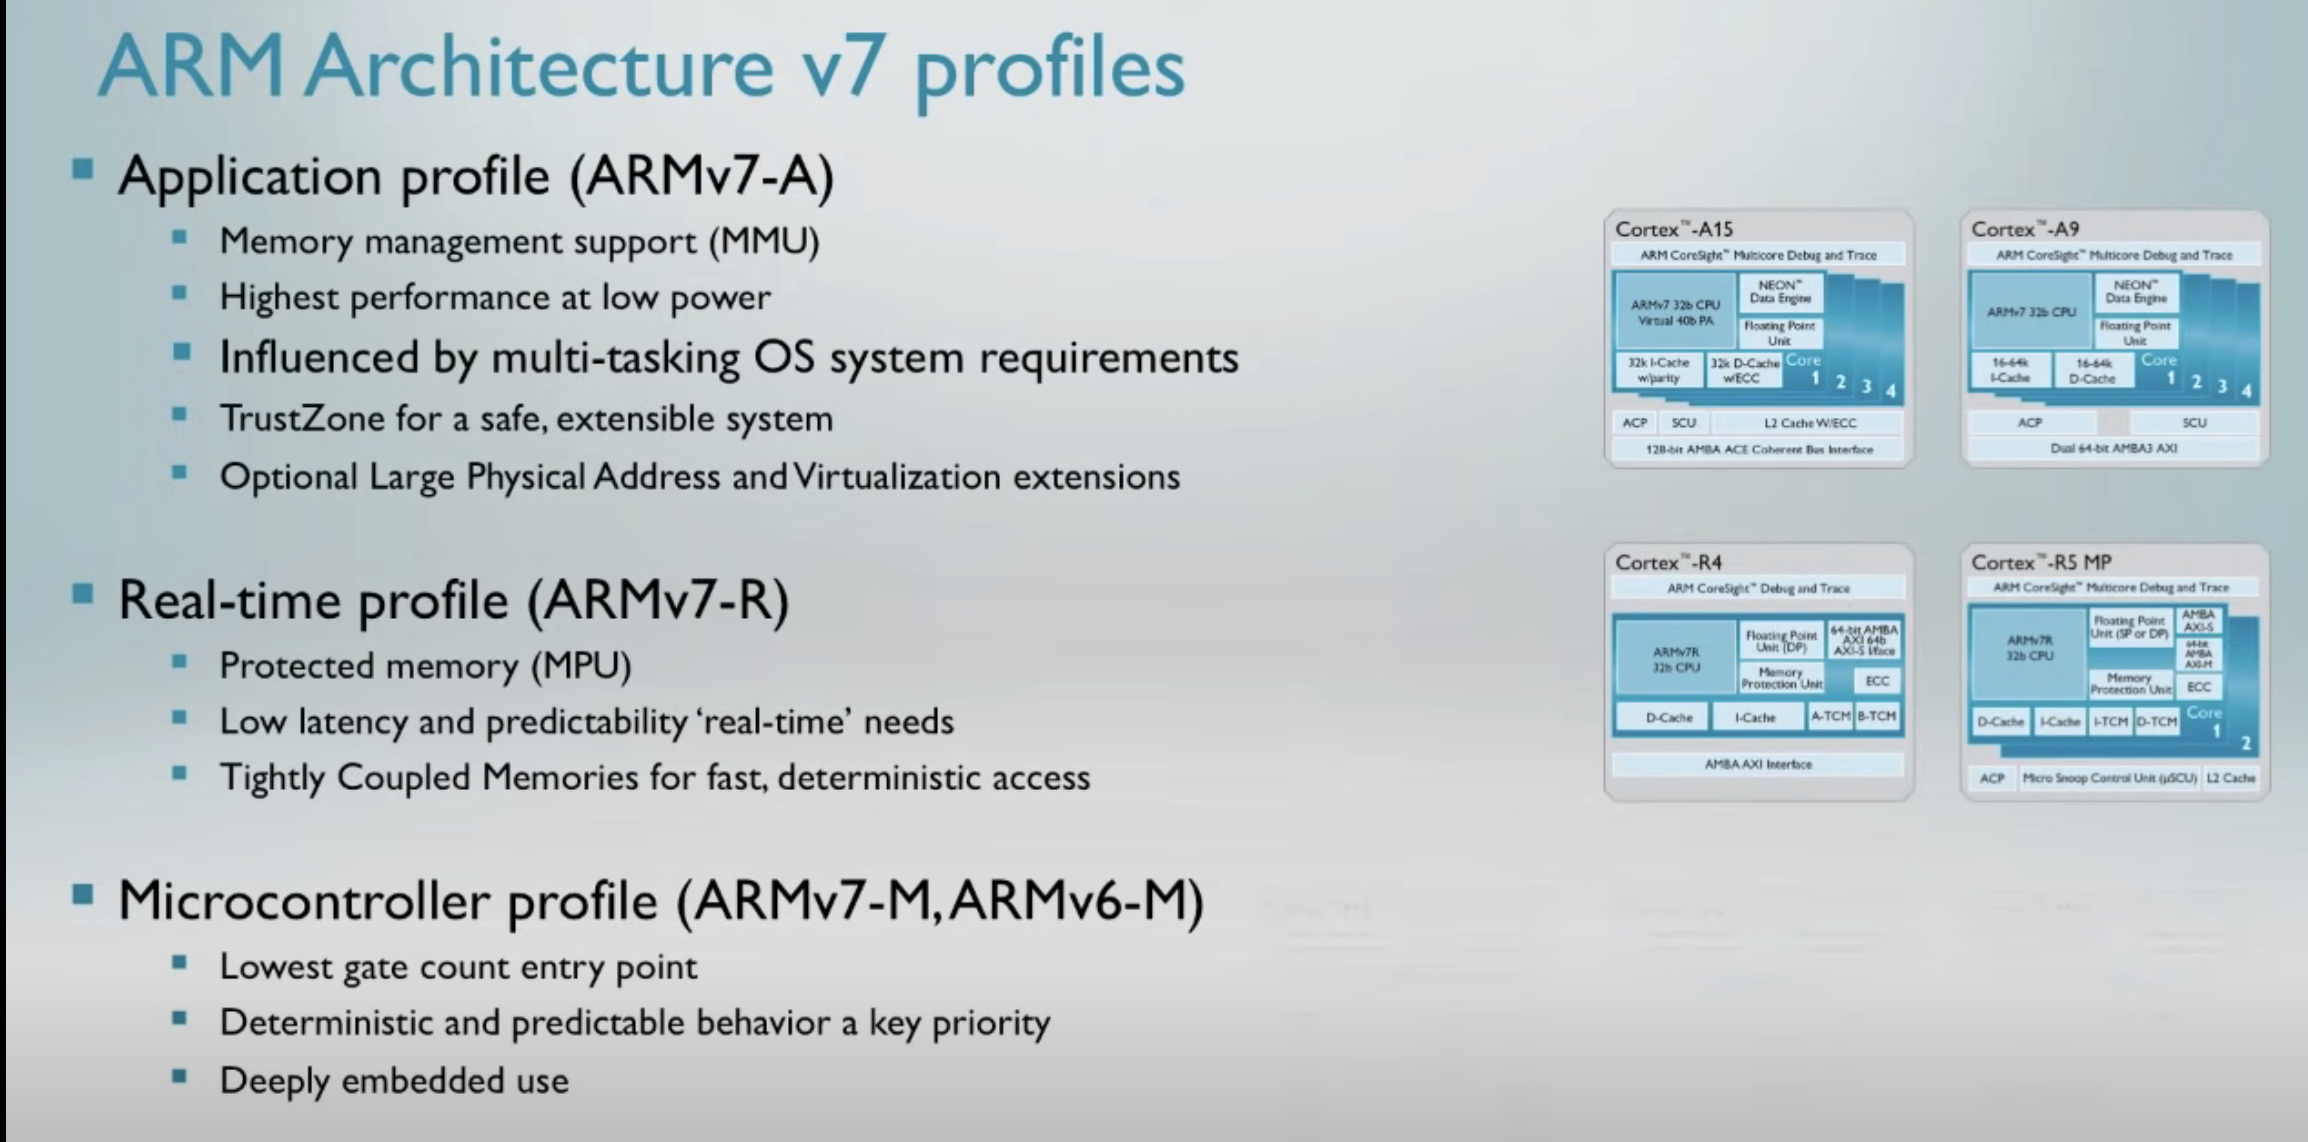 ARM Architecture v7 profiles
Application profile (ARMv7-A)
Memory management support (MMU)
Highest performance at low power
Influenced by multi-tasking OS system requirements
TrustZone for a safe, extensible system
Optional Large Physical Address and Virtualization extensions
Real-time profile (ARMv7-R)
Protected memory (MPU)
Low latency and predictability ‘real-time’ needs
Tightly Coupled Memories for fast, deterministic access
Microcontroller profile (ARMv7-M, ARMv6-M)
Lowest gate count entry point
Deterministic and predictable behavior a key priority
Deeply embedded use
Cortex™-A15
ARM CoreSight™ Multicore Debug and Trace
ARMv7 32b CPU
Virtual 40b PA
NEON™
Data Engine
Floating Point
Unit
32k I-Cache
w/parity
32k D-Cache
w/ECC
Core
1 2 3 4
ACP SCU L2 Cache W/ECC
128-bit AMBA ACE Coherent Bus Interface
Cortex™-A9
ARM CoreSight™ Multicore Debug and Trace
ARMv7 32b CPU
NEON™
Data Engine
Floating Point
Unit
16-64k
I-Cache
16-64k
D-Cache
Core
1 2 3 4
ACP SCU
Dual 64-bit AMBA3 AXI
Cortex™-R4
ARM CoreSight™ Debug and Trace
ARMv7R
32b CPU
Floating Point
Unit (DP)
64-bit AMBA
AXI 64b
AXI-S I/face
Memory
Protection Unit
ECC
D-Cache I-Cache A-TCM B-TCM
AMBA AXI Interface
Cortex™-R5 MP
ARM CoreSight™ Multicore Debug and Trace
ARMv7R
32b CPU
Floating Point
Unit (SP or DP)
AMBA
AXI-S
64-bit
AMBA
AXI-M
Memory
Protection Unit
ECC
D-Cache I-Cache I-TCM D-TCM
Core
1 2
ACP Micro Snoop Control Unit (µSCU) L2 Cache